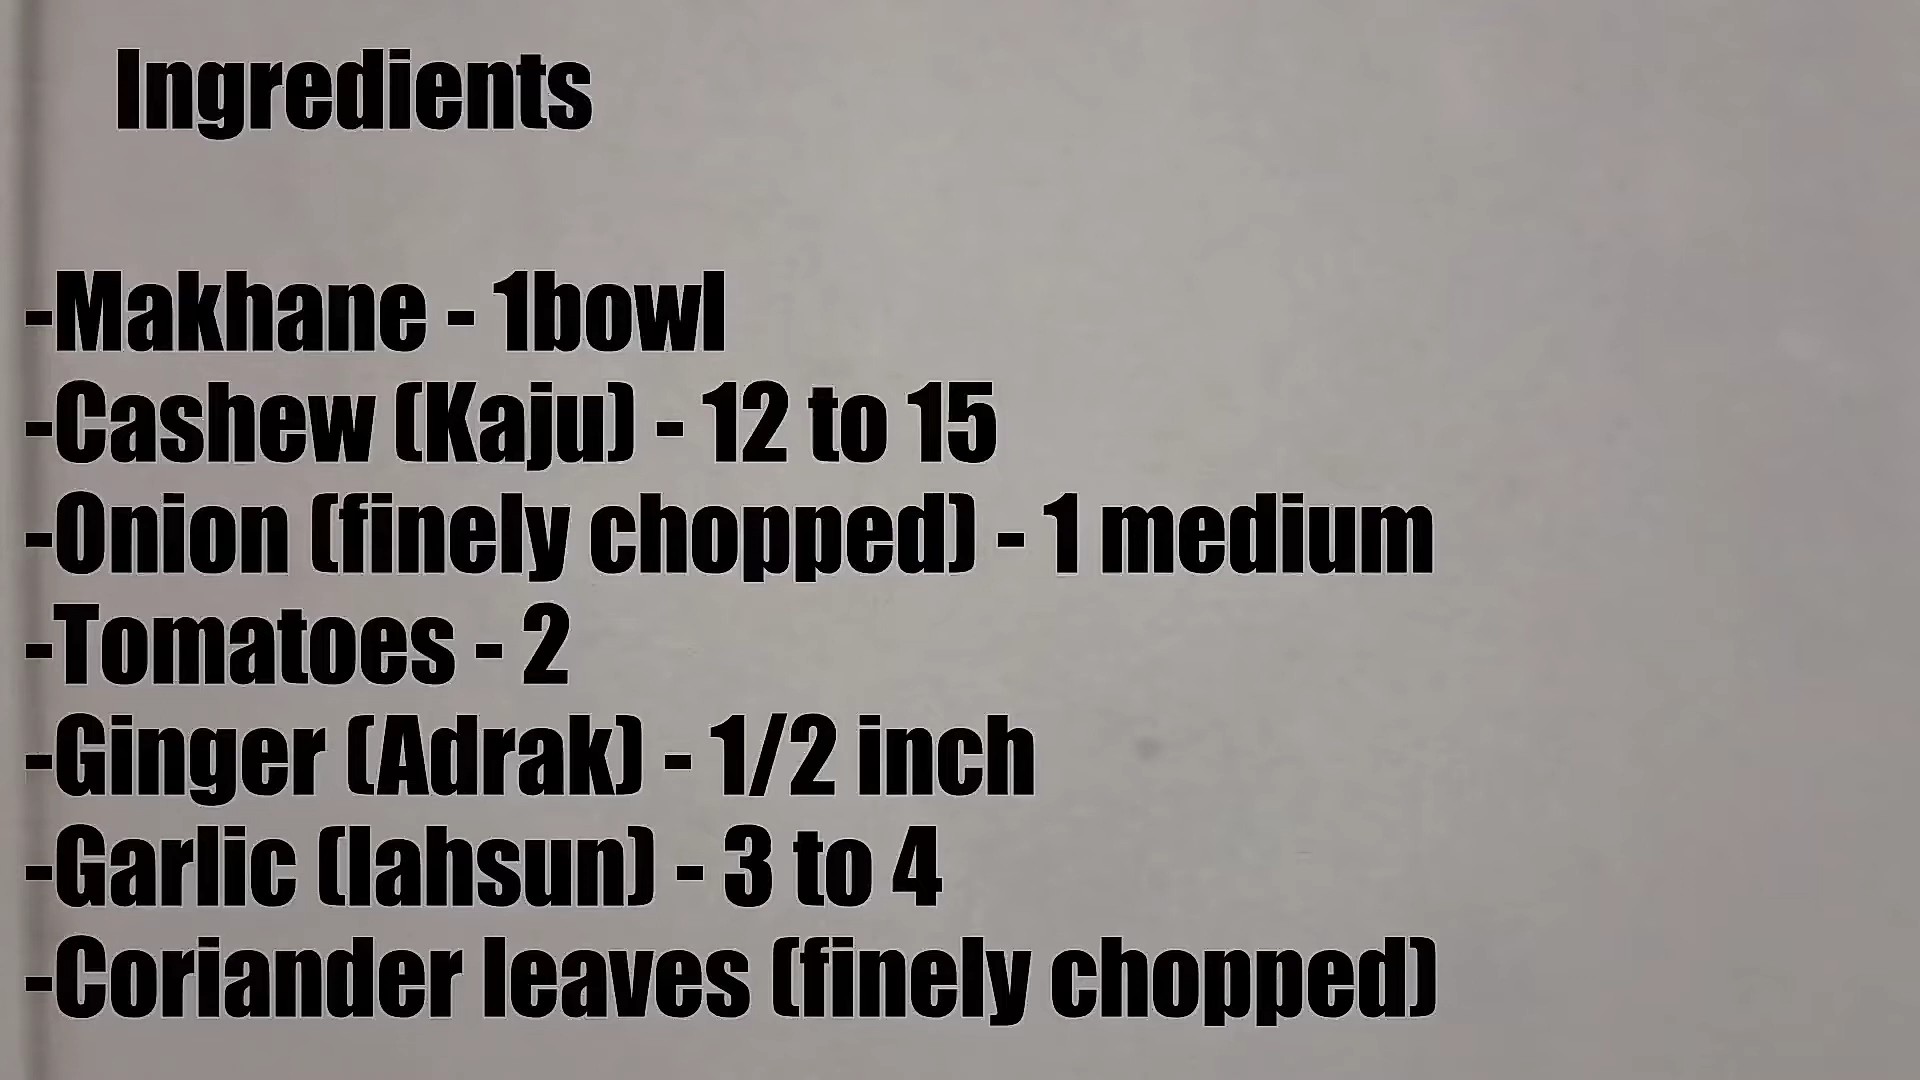 Ingredients
-Makhane - 1bowl
-Cashew (Kaju) - 12 to 15
-Onion (finely chopped) - 1 medium
-Tomatoes - 2
-Ginger (Adrak) - 1/2 inch
-Garlic (lahsun) - 3 to 4
-Coriander leaves (finely chopped)